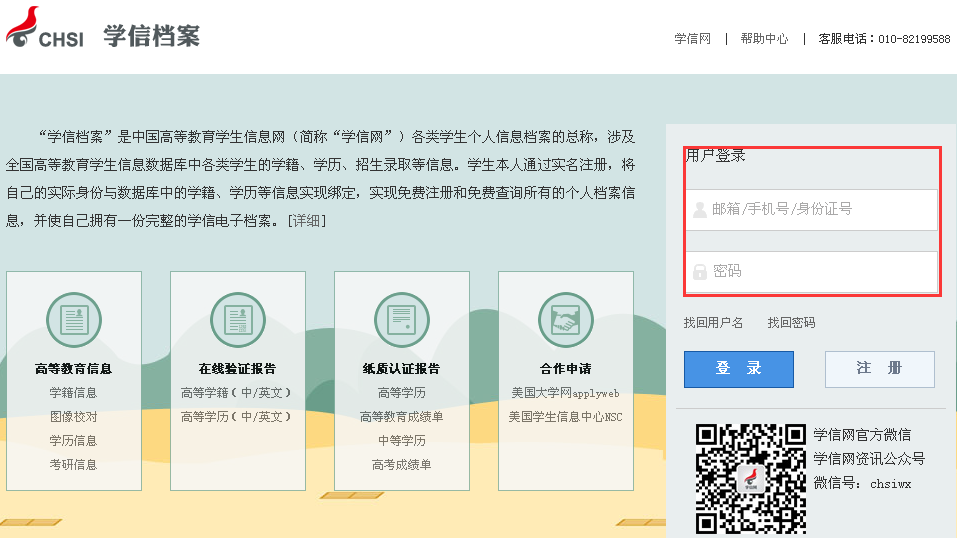 CHSI 学信档案
学信网 | 帮助中心 | 客服电话：010-82199588
“学信档案”是中国高等教育学生信息网（简称“学信网”）各类学生个人信息档案的总称，涉及
全国高等教育学生信息数据库中各类学生的学籍、学历、招生录取等信息。学生本人通过实名注册，将
自己的实际身份与数据库中的学籍、学历等信息实现绑定，实现免费注册和免费查询所有的个人档案信
息，并使自己拥有一份完整的学信电子档案。[详细]
高等教育信息
学籍信息
图像校对
学历信息
考研信息
在线验证报告
高等学籍（中/英文）
高等学历（中/英文）
纸质认证报告
高等学历
高等教育成绩单
中等学历
高考成绩单
合作申请
美国大学网applyweb
美国学生信息中心NSC
用户登录
邮箱/手机号/身份证号
密码
找回用户名 找回密码
登 录 注 册
学信网
学信网官方微信
学信网资讯公众号
微信号：chsiwx